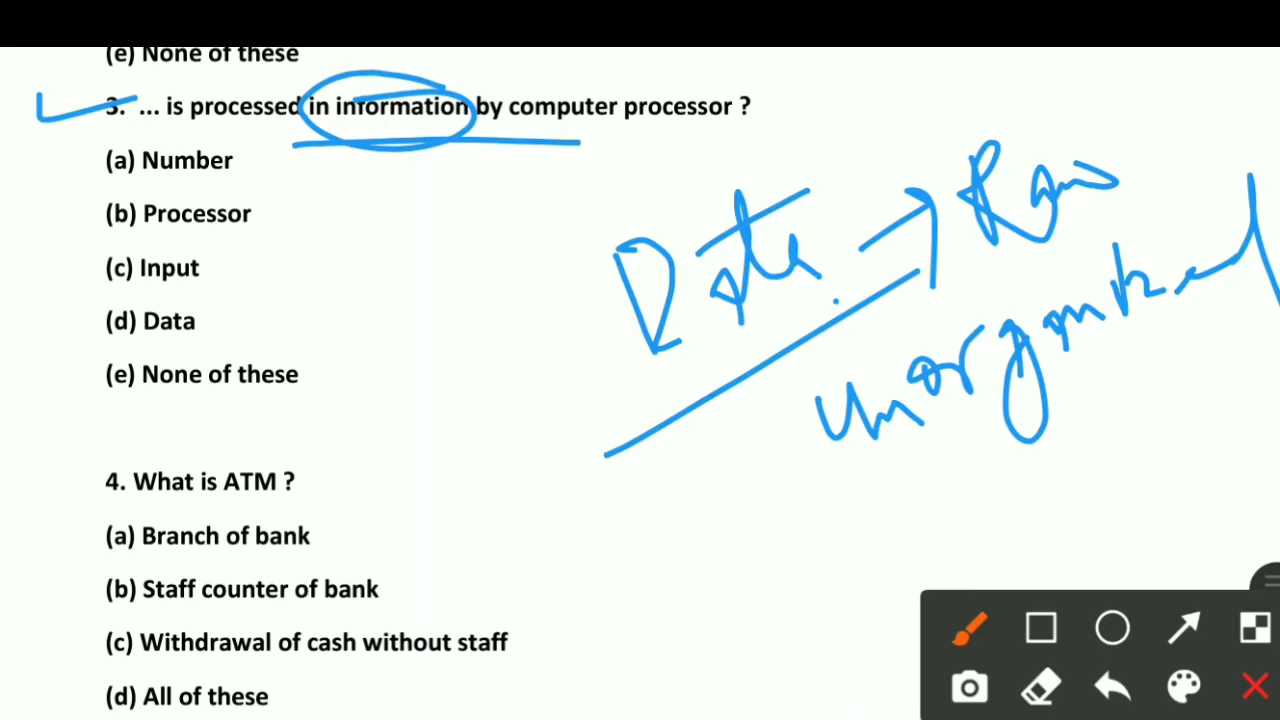 (e) None of these
3. ... is processed in information by computer processor ?
(a) Number
(b) Processor
(c) Input
(d) Data
(e) None of these
Data → Raw
unorganized
4. What is ATM ?
(a) Branch of bank
(b) Staff counter of bank
(c) Withdrawal of cash without staff
(d) All of these